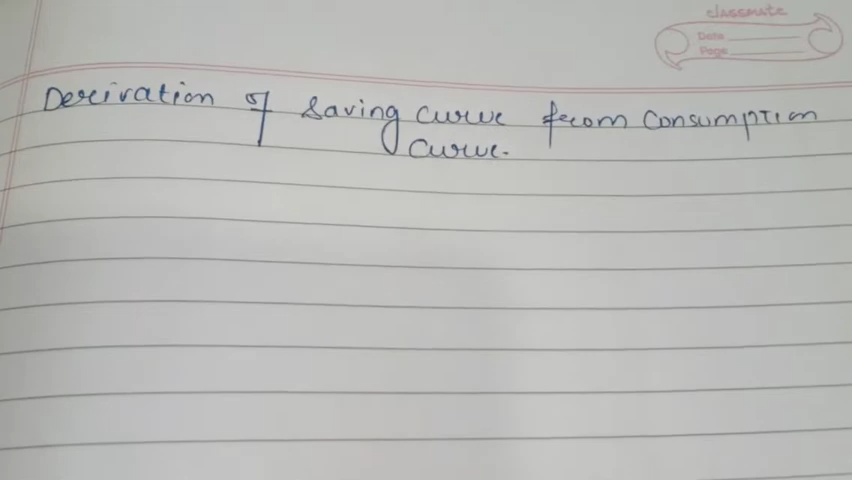 classmate
Date
Page
Derivation of Saving curve from consumption
curve.